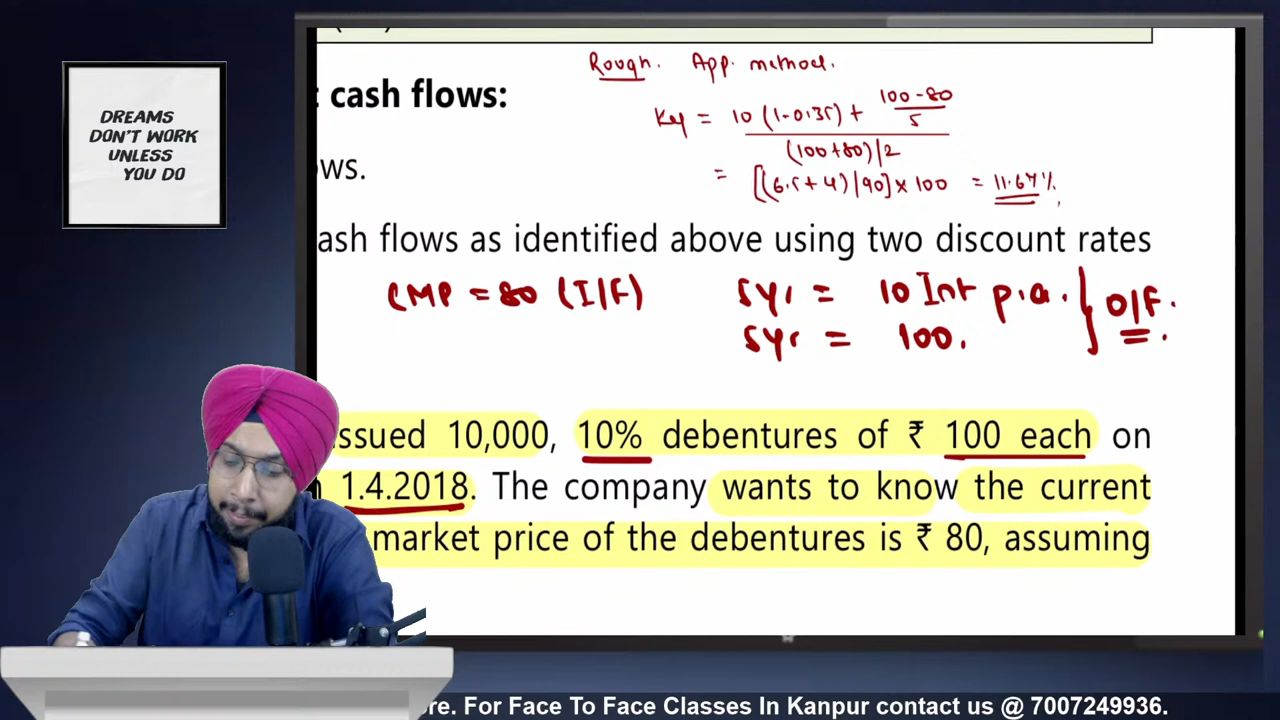 DREAMS
DON'T WORK
UNLESS
YOU DO
Rough. App. method.
cash flows:
Kd = 10 (1-0.35) + 100-80
5
(100+80)/2
ows.
= [(6.5+4)/90] x 100 = 11.67%
ash flows as identified above using two discount rates
CMP = 80 (I/F) 5yr = 10 Int p.a. } O/F.
5yr = 100.
ssued 10,000, 10% debentures of ₹ 100 each on
1.4.2018. The company wants to know the current
market price of the debentures is ₹ 80, assuming
re. For Face To Face Classes In Kanpur contact us @ 7007249936.